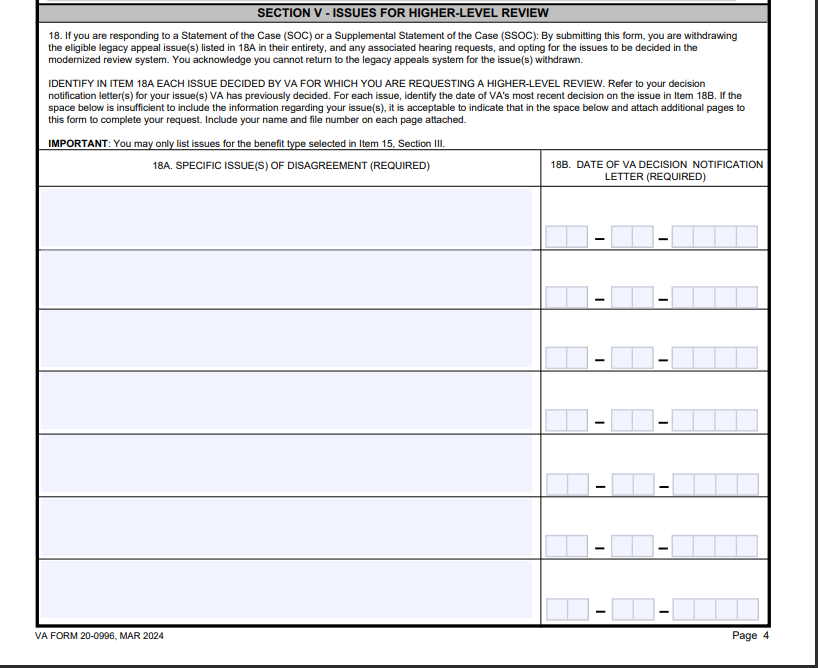 SECTION V - ISSUES FOR HIGHER-LEVEL REVIEW
18. If you are responding to a Statement of the Case (SOC) or a Supplemental Statement of the Case (SSOC): By submitting this form, you are withdrawing
the eligible legacy appeal issue(s) listed in 18A in their entirety, and any associated hearing requests, and opting for the issues to be decided in the
modernized review system. You acknowledge you cannot return to the legacy appeals system for the issue(s) withdrawn.
IDENTIFY IN ITEM 18A EACH ISSUE DECIDED BY VA FOR WHICH YOU ARE REQUESTING A HIGHER-LEVEL REVIEW. Refer to your decision
notification letter(s) for your issue(s) VA has previously decided. For each issue, identify the date of VA's most recent decision on the issue in Item 18B. If the
space below is insufficient to include the information regarding your issue(s), it is acceptable to indicate that in the space below and attach additional pages to
this form to complete your request. Include your name and file number on each page attached.
IMPORTANT: You may only list issues for the benefit type selected in Item 15, Section III.
18A. SPECIFIC ISSUE(S) OF DISAGREEMENT (REQUIRED)
18B. DATE OF VA DECISION NOTIFICATION
LETTER (REQUIRED)
– –
– –
– –
– –
– –
– –
– –
VA FORM 20-0996, MAR 2024
Page 4